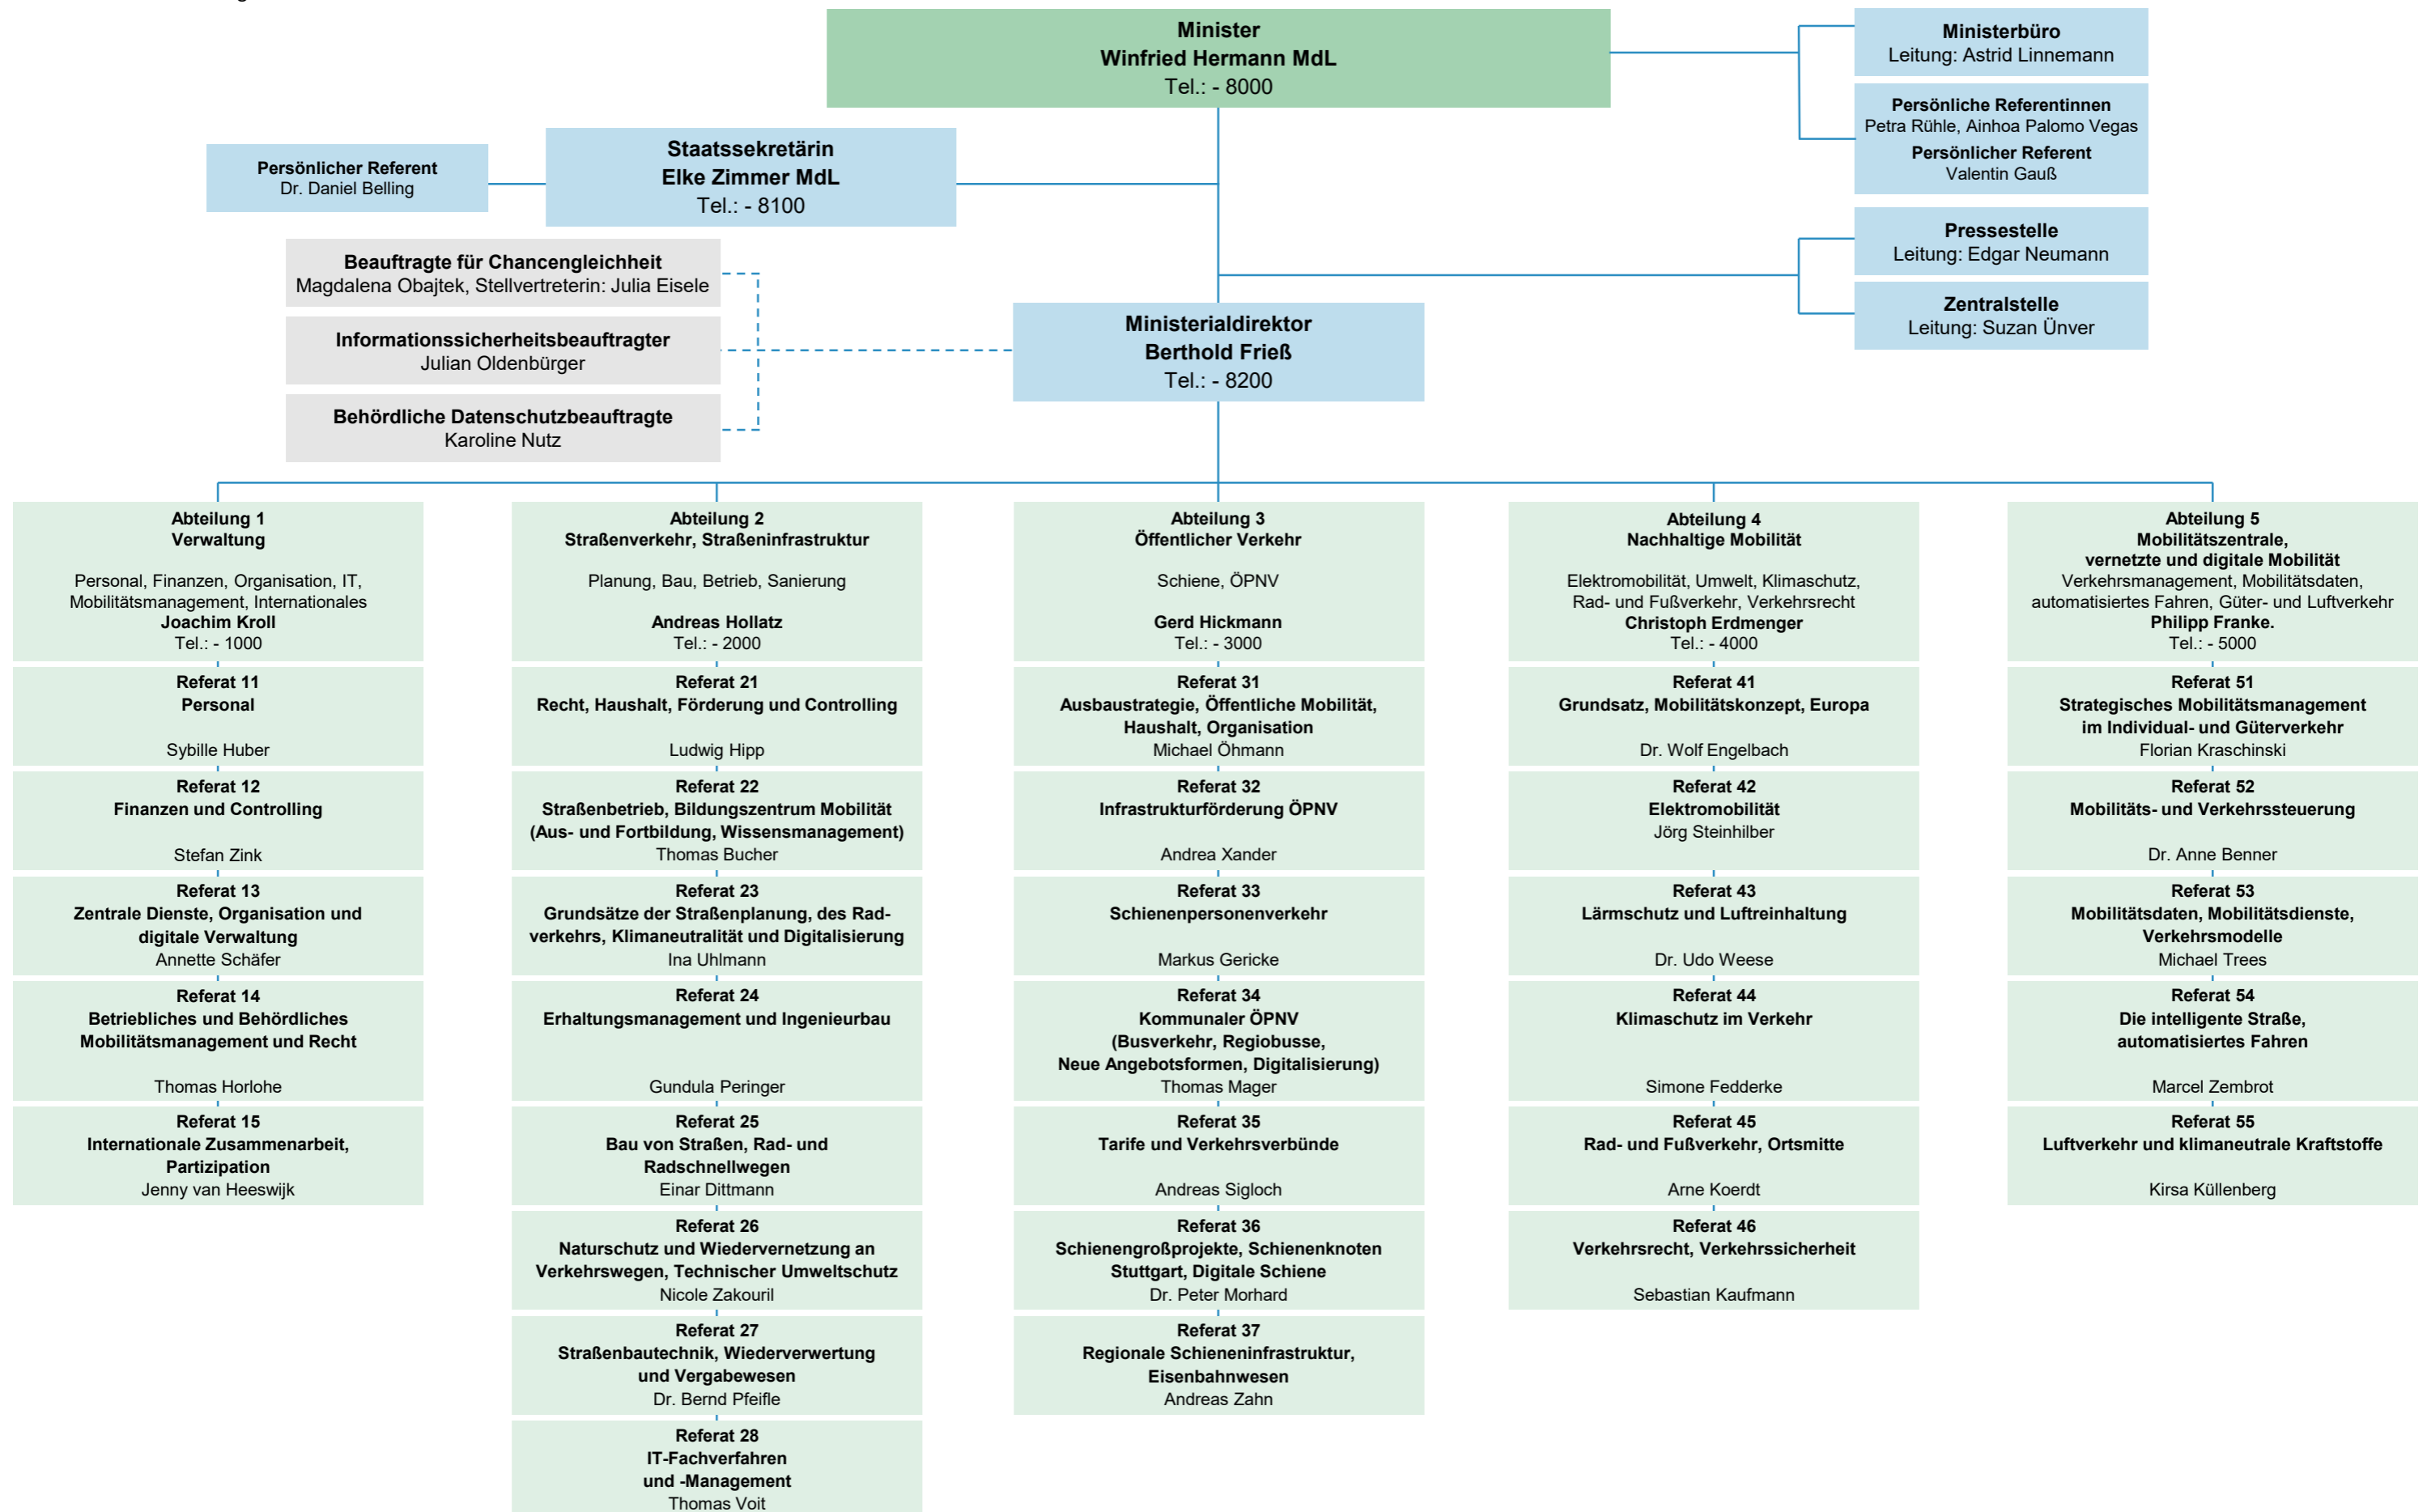 Minister
Winfried Hermann MdL
Tel.: - 8000
Ministerbüro
Leitung: Astrid Linnemann
Persönliche Referentinnen
Petra Rühle, Ainhoa Palomo Vegas
Persönlicher Referent
Valentin Gauß
Staatssekretärin
Elke Zimmer MdL
Tel.: - 8100
Persönlicher Referent
Dr. Daniel Belling
Pressestelle
Leitung: Edgar Neumann
Zentralstelle
Leitung: Suzan Ünver
Beauftragte für Chancengleichheit
Magdalena Obajtek, Stellvertreterin: Julia Eisele
Informationssicherheitsbeauftragter
Julian Oldenbürger
Behördliche Datenschutzbeauftragte
Karoline Nutz
Ministerialdirektor
Berthold Frieß
Tel.: - 8200
Abteilung 1
Verwaltung
Personal, Finanzen, Organisation, IT,
Mobilitätsmanagement, Internationales
Joachim Kroll
Tel.: - 1000
Referat 11
Personal
Sybille Huber
Referat 12
Finanzen und Controlling
Stefan Zink
Referat 13
Zentrale Dienste, Organisation und
digitale Verwaltung
Annette Schäfer
Referat 14
Betriebliches und Behördliches
Mobilitätsmanagement und Recht
Thomas Horlohe
Referat 15
Internationale Zusammenarbeit,
Partizipation
Jenny van Heeswijk
Abteilung 2
Straßenverkehr, Straßeninfrastruktur
Planung, Bau, Betrieb, Sanierung
Andreas Hollatz
Tel.: - 2000
Referat 21
Recht, Haushalt, Förderung und Controlling
Ludwig Hipp
Referat 22
Straßenbetrieb, Bildungszentrum Mobilität
(Aus- und Fortbildung, Wissensmanagement)
Thomas Bucher
Referat 23
Grundsätze der Straßenplanung, des Rad-
verkehrs, Klimaneutralität und Digitalisierung
Ina Uhlmann
Referat 24
Erhaltungsmanagement und Ingenieurbau
Gundula Peringer
Referat 25
Bau von Straßen, Rad- und
Radschnellwegen
Einar Dittmann
Referat 26
Naturschutz und Wiedervernetzung an
Verkehrswegen, Technischer Umweltschutz
Nicole Zakouril
Referat 27
Straßenbautechnik, Wiederverwertung
und Vergabewesen
Dr. Bernd Pfeifle
Referat 28
IT-Fachverfahren
und -Management
Thomas Voit
Abteilung 3
Öffentlicher Verkehr
Schiene, ÖPNV
Gerd Hickmann
Tel.: - 3000
Referat 31
Ausbaustrategie, Öffentliche Mobilität,
Haushalt, Organisation
Michael Öhmann
Referat 32
Infrastrukturförderung ÖPNV
Andrea Xander
Referat 33
Schienenpersonenverkehr
Markus Gericke
Referat 34
Kommunaler ÖPNV
(Busverkehr, Regiobusse,
Neue Angebotsformen, Digitalisierung)
Thomas Mager
Referat 35
Tarife und Verkehrsverbünde
Andreas Sigloch
Referat 36
Schienengroßprojekte, Schienenknoten
Stuttgart, Digitale Schiene
Dr. Peter Morhard
Referat 37
Regionale Schieneninfrastruktur,
Eisenbahnwesen
Andreas Zahn
Abteilung 4
Nachhaltige Mobilität
Elektromobilität, Umwelt, Klimaschutz,
Rad- und Fußverkehr, Verkehrsrecht
Christoph Erdmenger
Tel.: - 4000
Referat 41
Grundsatz, Mobilitätskonzept, Europa
Dr. Wolf Engelbach
Referat 42
Elektromobilität
Jörg Steinhilber
Referat 43
Lärmschutz und Luftreinhaltung
Dr. Udo Weese
Referat 44
Klimaschutz im Verkehr
Simone Fedderke
Referat 45
Rad- und Fußverkehr, Ortsmitte
Arne Koerdt
Referat 46
Verkehrsrecht, Verkehrssicherheit
Sebastian Kaufmann
Abteilung 5
Mobilitätszentrale,
vernetzte und digitale Mobilität
Verkehrsmanagement, Mobilitätsdaten,
automatisiertes Fahren, Güter- und Luftverkehr
Philipp Franke.
Tel.: - 5000
Referat 51
Strategisches Mobilitätsmanagement
im Individual- und Güterverkehr
Florian Kraschinski
Referat 52
Mobilitäts- und Verkehrssteuerung
Dr. Anne Benner
Referat 53
Mobilitätsdaten, Mobilitätsdienste,
Verkehrsmodelle
Michael Trees
Referat 54
Die intelligente Straße,
automatisiertes Fahren
Marcel Zembrot
Referat 55
Luftverkehr und klimaneutrale Kraftstoffe
Kirsa Küllenberg